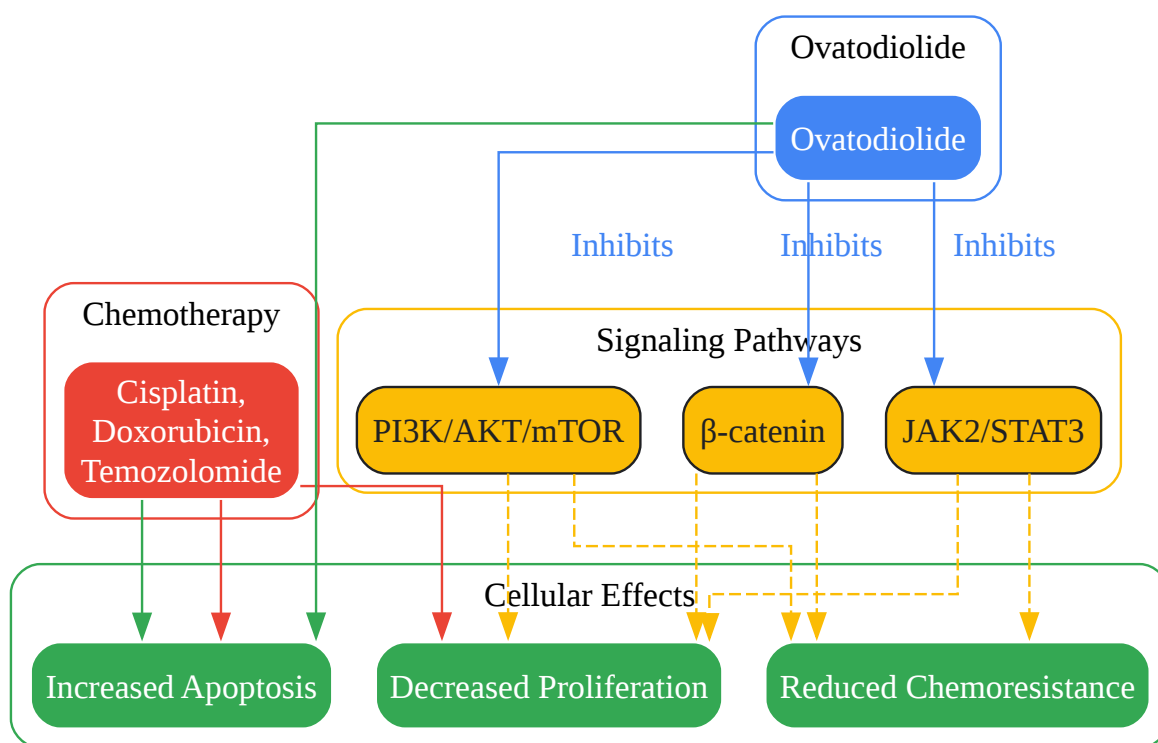 Ovatodiolide
Ovatodiolide
Inhibits
Inhibits
Inhibits
Chemotherapy
Cisplatin,
Doxorubicin,
Temozolomide
Signaling Pathways
PI3K/AKT/mTOR
β-catenin
JAK2/STAT3
Cellular Effects
Increased Apoptosis
Decreased Proliferation
Reduced Chemoresistance